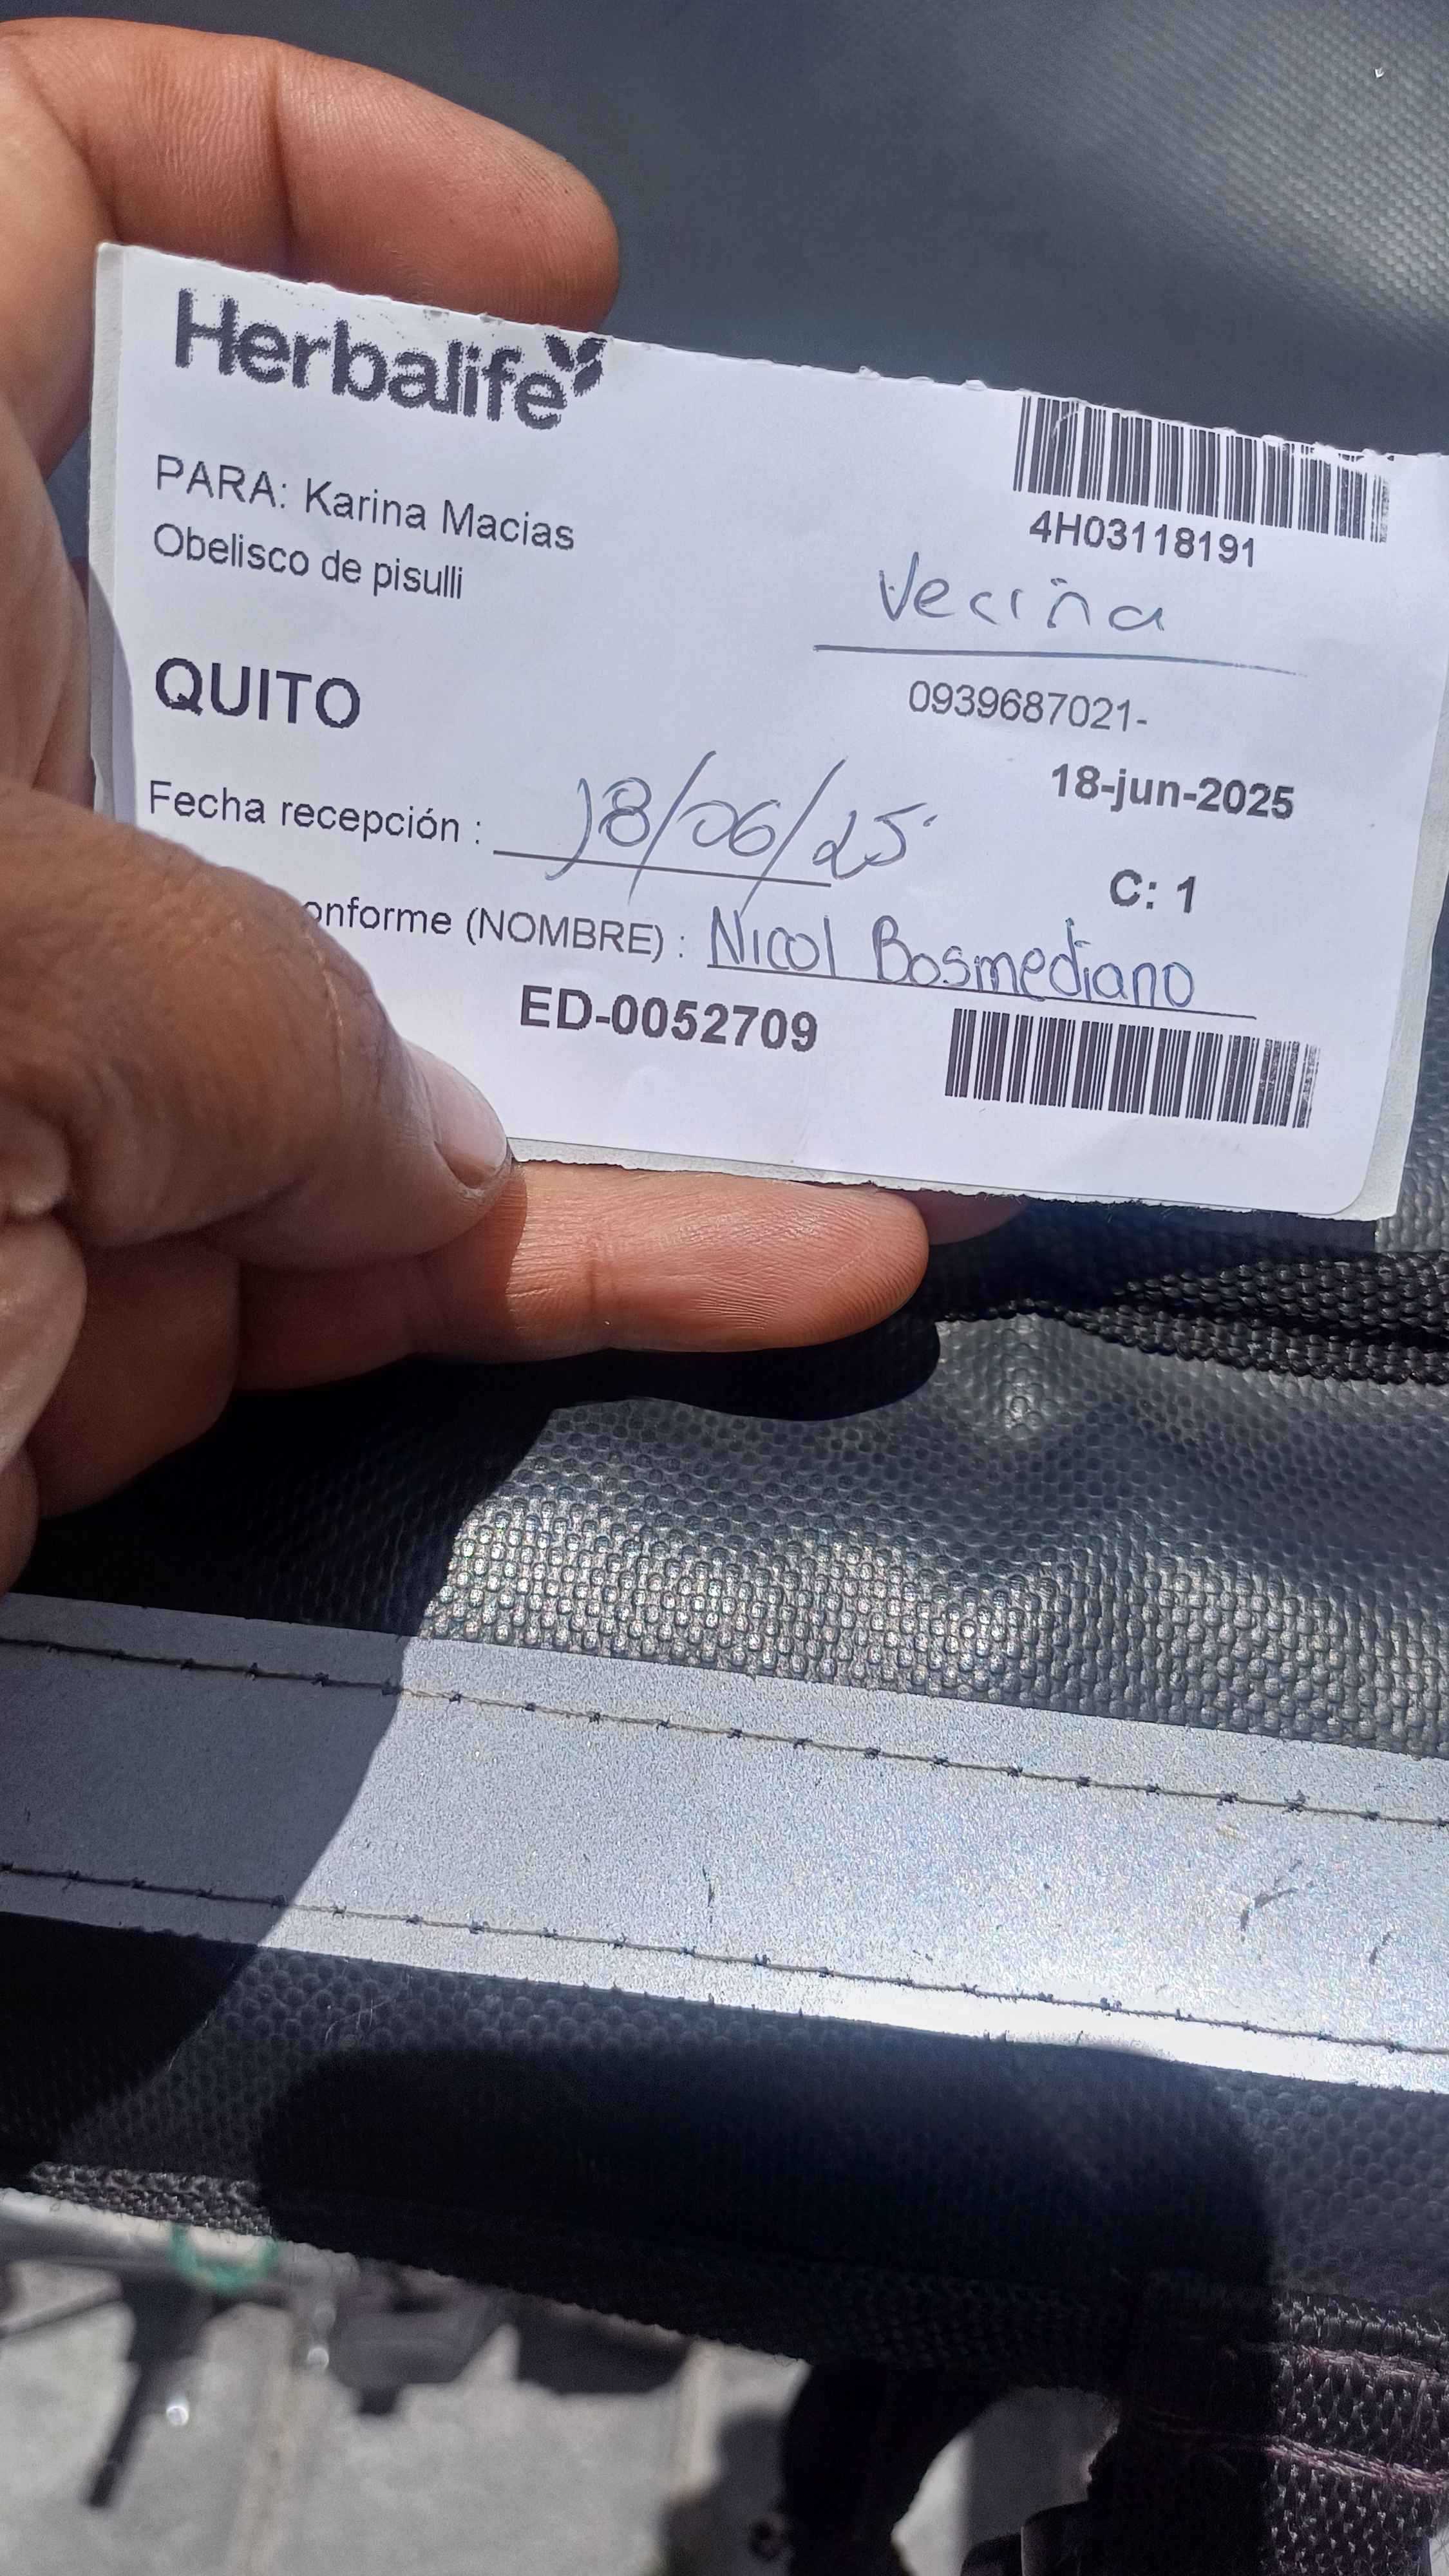 Herbalife
PARA: Karina Macias
Obelisco de pisulli
4H03118191
Veciña
QUITO
0939687021-
18-jun-2025
Fecha recepción : 18/06/25
C: 1
onforme (NOMBRE) : Nicol Bosmediano
ED-0052709